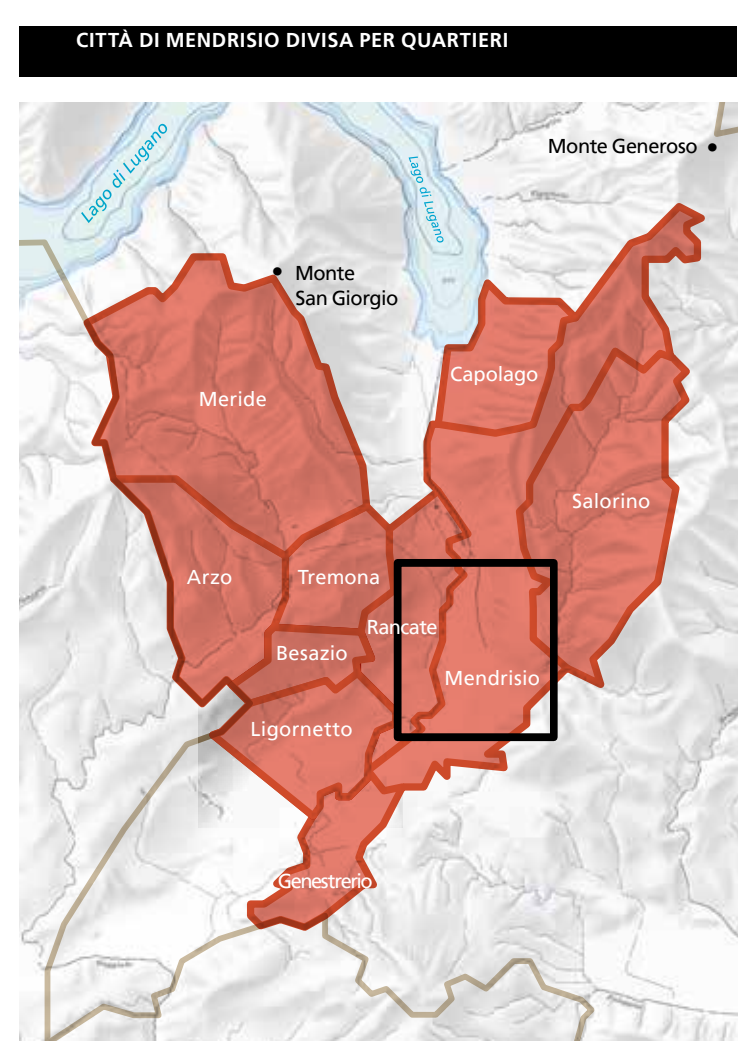 CITTÀ DI MENDRISIO DIVISA PER QUARTIERI
Monte Generoso
Lago di Lugano
Lago di Lugano
Monte
San Giorgio
Capolago
Meride
Salorino
Arzo
Tremona
Rancate
Besazio
Mendrisio
Ligornetto
Genestrerio